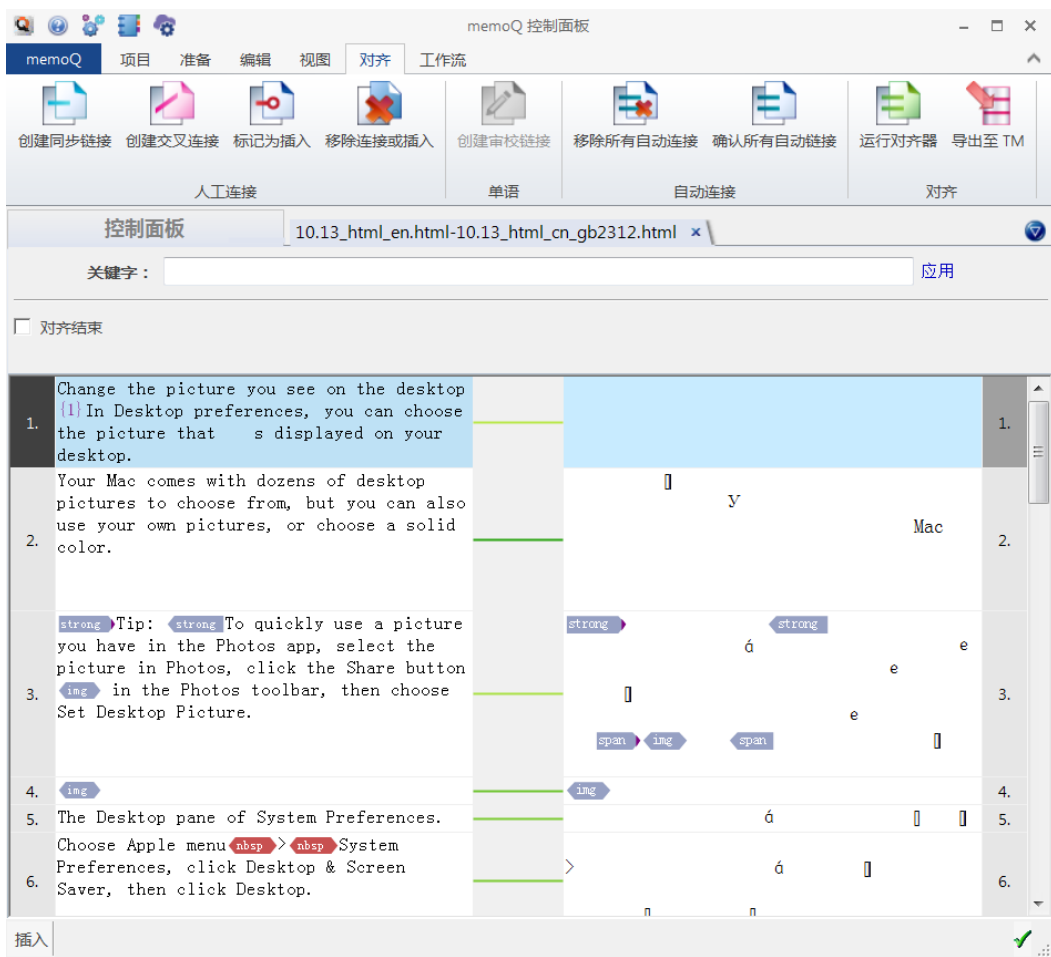 memoQ 控制面板
memoQ 项目 准备 编辑 视图 对齐 工作流
创建同步链接 创建交叉连接 标记为插入 移除连接或插入 创建审校链接 移除所有自动连接 确认所有自动链接 运行对齐器 导出至 TM
人工连接 单语 自动连接 对齐
控制面板 10.13_html_en.html-10.13_html_cn_gb2312.html ×
关键字： 应用
对齐结束
Change the picture you see on the desktop
{1}In Desktop preferences, you can choose
1. the picture that s displayed on your 1.
desktop.
Your Mac comes with dozens of desktop
pictures to choose from, but you can also y
use your own pictures, or choose a solid Mac
2. color. 2.
strong Tip: strong To quickly use a picture strong strong
you have in the Photos app, select the á e
picture in Photos, click the Share button e
3. img in the Photos toolbar, then choose 3.
Set Desktop Picture. e
span img span
4. img img 4.
5. The Desktop pane of System Preferences. á 5.
Choose Apple menu nbsp > nbsp System
Preferences, click Desktop & Screen > á
6. Saver, then click Desktop. 6.
插入